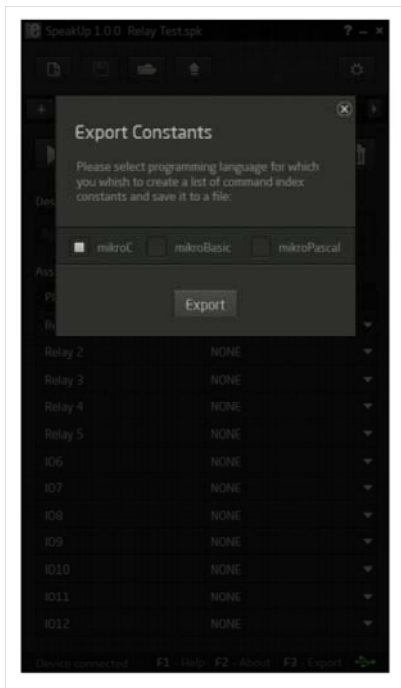 SpeakUp 1.0.0 Relay Test.spk ? – ×
Export Constants
Please select programming language for which
you whish to create a list of command index
constants and save it to a file:
mikroC mikroBasic mikroPascal
Export
Relay 2 NONE
Relay 3 NONE
Relay 4 NONE
Relay 5 NONE
IO6 NONE
IO7 NONE
IO8 NONE
IO9 NONE
IO10 NONE
IO11 NONE
IO12 NONE
Device connected F1 - Help F2 - About F3 - Export